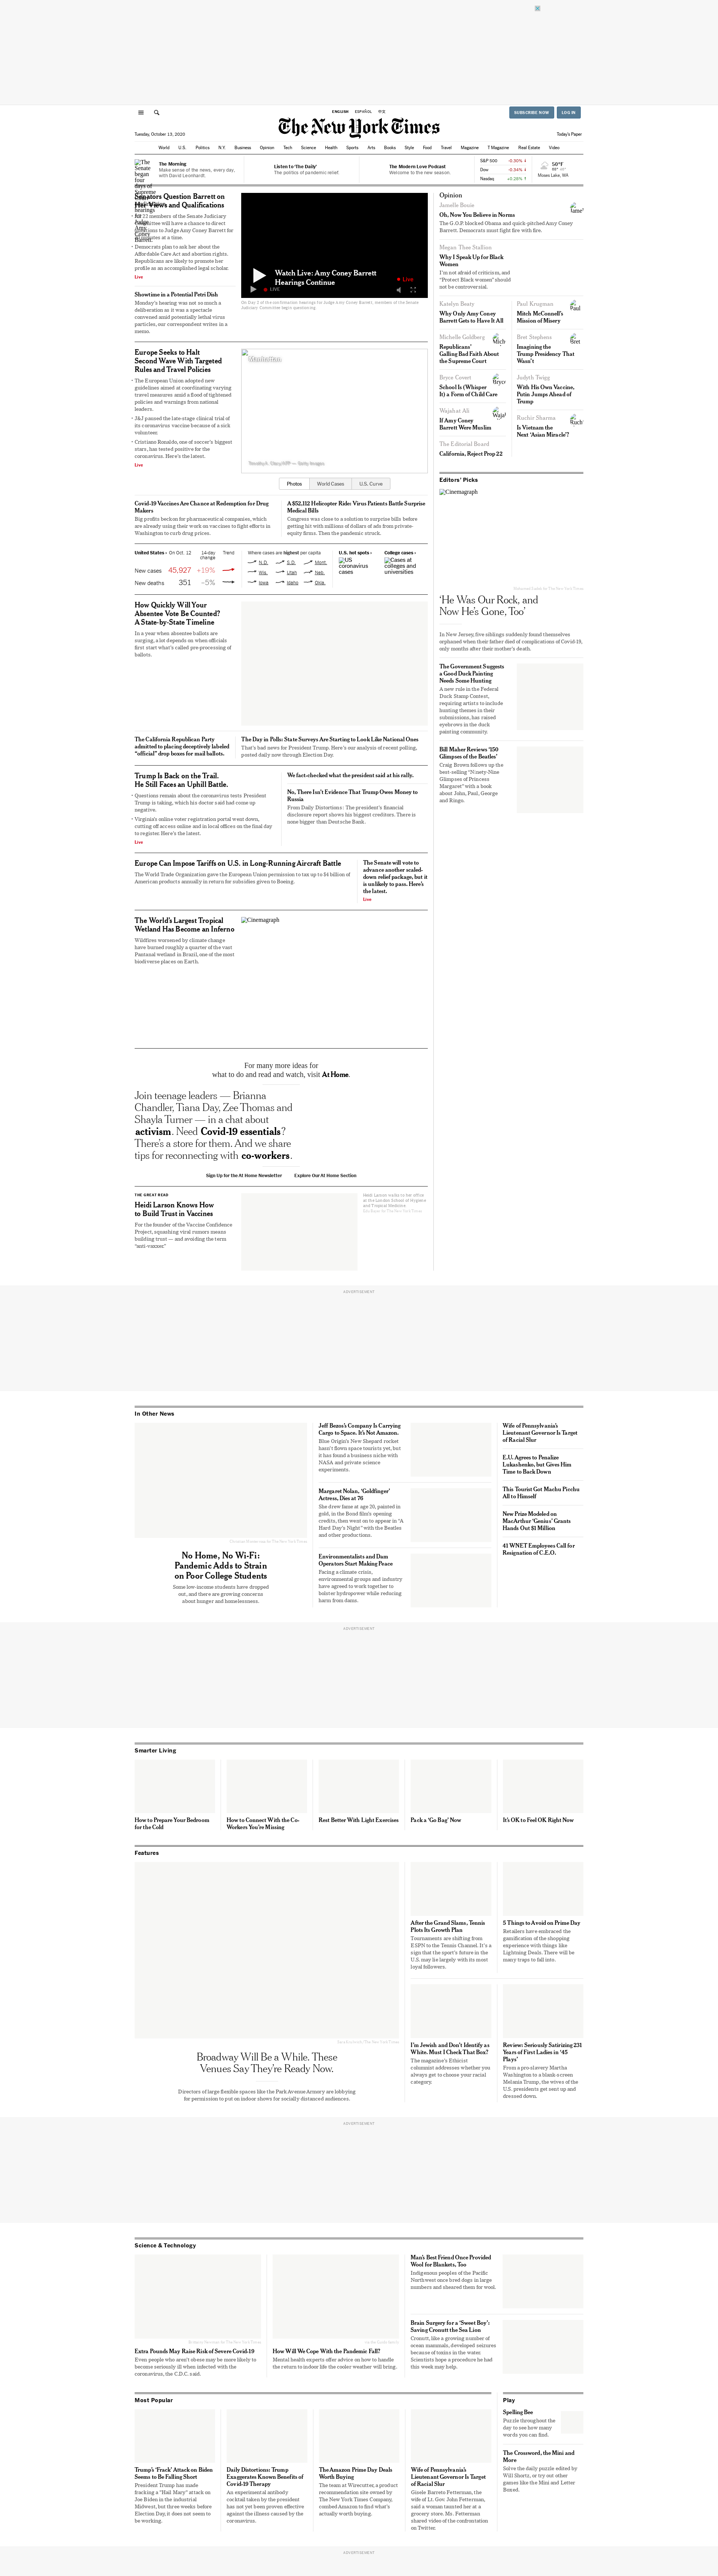 ENGLISH ESPAÑOL 中文
SUBSCRIBE NOW LOG IN
Tuesday, October 13, 2020
The New York Times
Today's Paper
World U.S. Politics N.Y. Business Opinion Tech Science Health Sports Arts Books Style Food Travel Magazine T Magazine Real Estate Video
The Morning
Make sense of the news, every day, with David Leonhardt.
Listen to 'The Daily'
The politics of pandemic relief.
The Modern Love Podcast
Welcome to the new season.
S&P 500
Dow
Nasdaq
50°F
Moses Lake, WA
Senators Question Barrett on
Her Views and Qualifications
Live
Showtime in a Potential Petri Dish
Monday's hearing was not so much a
deliberation as it was a spectacle
convened amid potentially lethal viral
particles, our correspondent writes in a
memo.
Watch Live: Amy Coney Barrett
Hearings Continue
Live
LIVE
Europe Seeks to Halt
Second Wave With Targeted
Rules and Travel Policies
• The European Union adopted new
guidelines aimed at coordinating varying
travel measures amid a flood of tightened
policies and warnings from national
leaders.
• J&J paused the late-stage clinical trial of
its coronavirus vaccine because of a sick
volunteer.
• Cristiano Ronaldo, one of soccer's biggest
stars, has tested positive for the
coronavirus. Here's the latest.
Live
Manhattan
Photos World Cases U.S. Curve
Covid-19 Vaccines Are Chance at Redemption for Drug
Makers
Big profits beckon for pharmaceutical companies, which
are already using their work on vaccines to fight efforts in
Washington to curb drug prices.
A $52,112 Helicopter Ride: Virus Patients Battle Surprise
Medical Bills
Congress was close to a solution to surprise bills before
getting hit with millions of dollars of ads from private-
equity firms. Then the pandemic struck.
United States › On Oct. 12 14-day change Trend
New cases 45,927 +19%
New deaths 351 –5%
Where cases are highest per capita
N.D. S.D. Mont.
Wis. Utah Neb.
Iowa Idaho Okla.
U.S. hot spots ›
US coronavirus cases
College cases ›
Cases at colleges and universities
How Quickly Will Your
Absentee Vote Be Counted?
A State-by-State Timeline
In a year when absentee ballots are
surging, a lot depends on when officials
first start what's called pre-processing of
ballots.
The California Republican Party
admitted to placing deceptively labeled
"official" drop boxes for mail ballots.
The Day in Polls: State Surveys Are Starting to Look Like National Ones
That's bad news for President Trump. Here's our analysis of recent polling,
posted daily now through Election Day.
Trump Is Back on the Trail.
He Still Faces an Uphill Battle.
• Questions remain about the coronavirus tests President
Trump is taking, which his doctor said had come up
negative.
• Virginia's online voter registration portal went down,
cutting off access online and in local offices on the final day
to register. Here's the latest.
Live
We fact-checked what the president said at his rally.
No, There Isn't Evidence That Trump Owes Money to
Russia
From Daily Distortions: The president's financial
disclosure report shows his biggest creditors. There is
none bigger than Deutsche Bank.
Europe Can Impose Tariffs on U.S. in Long-Running Aircraft Battle
The World Trade Organization gave the European Union permission to tax up to $4 billion of
American products annually in return for subsidies given to Boeing.
The Senate will vote to
advance another scaled-
down relief package, but it
is unlikely to pass. Here's
the latest.
Live
The World's Largest Tropical
Wetland Has Become an Inferno
Wildfires worsened by climate change
have burned roughly a quarter of the vast
Pantanal wetland in Brazil, one of the most
biodiverse places on Earth.
Cinemagraph
For many more ideas for
what to do and read and watch, visit At Home.
Join teenage leaders — Brianna
Chandler, Tiana Day, Zee Thomas and
Shayla Turner — in a chat about
activism. Need Covid-19 essentials?
There's a store for them. And we share
tips for reconnecting with co-workers.
Sign Up for the At Home Newsletter Explore Our At Home Section
THE GREAT READ
Heidi Larson Knows How
to Build Trust in Vaccines
For the founder of the Vaccine Confidence
Project, squashing viral rumors means
building trust — and avoiding the term
"anti-vaxxer."
Heidi Larson walks to her office
at the London School of Hygiene
and Tropical Medicine.
Opinion
Jamelle Bouie
Oh, Now You Believe in Norms
The G.O.P. blocked Obama and quick-pitched Amy Coney
Barrett. Democrats must fight fire with fire.
Megan Thee Stallion
Why I Speak Up for Black
Women
I'm not afraid of criticism, and
"Protect Black women" should
not be controversial.
Katelyn Beaty
Why Only Amy Coney
Barrett Gets to Have It All
Michelle Goldberg
Republicans'
Galling Bad Faith About
the Supreme Court
Bryce Covert
School Is (Whisper
It) a Form of Child Care
Wajahat Ali
If Amy Coney
Barrett Were Muslim
The Editorial Board
California, Reject Prop 22
Paul Krugman
Mitch McConnell's
Mission of Misery
Bret Stephens
Imagining the
Trump Presidency That
Wasn't
Judith Twigg
With His Own Vaccine,
Putin Jumps Ahead of
Trump
Ruchir Sharma
Is Vietnam the
Next 'Asian Miracle'?
Editors' Picks
Cinemagraph
'He Was Our Rock, and
Now He's Gone, Too'
In New Jersey, five siblings suddenly found themselves
orphaned when their father died of complications of Covid-19,
only months after their mother's death.
The Government Suggests
a Good Duck Painting
Needs Some Hunting
A new rule in the Federal
Duck Stamp Contest,
requiring artists to include
hunting themes in their
submissions, has raised
eyebrows in the duck
painting community.
Bill Maher Reviews '150
Glimpses of the Beatles'
Craig Brown follows up the
best-selling "Ninety-Nine
Glimpses of Princess
Margaret" with a book
about John, Paul, George
and Ringo.
ADVERTISEMENT
In Other News
No Home, No Wi-Fi:
Pandemic Adds to Strain
on Poor College Students
Some low-income students have dropped
out, and there are growing concerns
about hunger and homelessness.
Jeff Bezos's Company Is Carrying
Cargo to Space. It's Not Amazon.
Blue Origin's New Shepard rocket
hasn't flown space tourists yet, but
it has found a business niche with
NASA and private science
experiments.
Margaret Nolan, 'Goldfinger'
Actress, Dies at 76
She drew fame at age 20, painted in
gold, in the Bond film's opening
credits, then went on to appear in "A
Hard Day's Night" with the Beatles
and other productions.
Environmentalists and Dam
Operators Start Making Peace
Facing a climate crisis,
environmental groups and industry
have agreed to work together to
bolster hydropower while reducing
harm from dams.
Wife of Pennsylvania's
Lieutenant Governor Is Target
of Racial Slur
E.U. Agrees to Penalize
Lukashenko, but Gives Him
Time to Back Down
This Tourist Got Machu Picchu
All to Himself
New Prize Modeled on
MacArthur 'Genius' Grants
Hands Out $1 Million
41 WNET Employees Call for
Resignation of C.E.O.
ADVERTISEMENT
Smarter Living
How to Prepare Your Bedroom
for the Cold
How to Connect With the Co-
Workers You're Missing
Rest Better With Light Exercises
Pack a 'Go Bag' Now
It's OK to Feel OK Right Now
Features
Broadway Will Be a While. These
Venues Say They're Ready Now.
Directors of large flexible spaces like the Park Avenue Armory are lobbying
for permission to put on indoor shows for socially distanced audiences.
After the Grand Slams, Tennis
Plots Its Growth Plan
Tournaments are shifting from
ESPN to the Tennis Channel. It's a
sign that the sport's future in the
U.S. may lie largely with its most
loyal followers.
5 Things to Avoid on Prime Day
Retailers have embraced the
gamification of the shopping
experience with things like
Lightning Deals. There will be
many traps to fall into.
I'm Jewish and Don't Identify as
White. Must I Check That Box?
The magazine's Ethicist
columnist addresses whether you
always get to choose your racial
category.
Review: Seriously Satirizing 231
Years of First Ladies in '45
Plays'
From a pro-slavery Martha
Washington to a blank screen
Melania Trump, the wives of the
U.S. presidents get sent up and
dressed down.
ADVERTISEMENT
Science & Technology
Extra Pounds May Raise Risk of Severe Covid-19
Even people who aren't obese may be more likely to
become seriously ill when infected with the
coronavirus, the C.D.C. said.
How Will We Cope With the Pandemic Fall?
Mental health experts offer advice on how to handle
the return to indoor life the cooler weather will bring.
Man's Best Friend Once Provided
Wool for Blankets, Too
Indigenous peoples of the Pacific
Northwest once bred dogs in large
numbers and sheared them for wool.
Brain Surgery for a 'Sweet Boy':
Saving Cronutt the Sea Lion
Cronutt, like a growing number of
ocean mammals, developed seizures
because of toxins in the water.
Scientists hope a procedure he had
this week may help.
Most Popular
Trump's 'Frack' Attack on Biden
Seems to Be Falling Short
President Trump has made
fracking a "Hail Mary" attack on
Joe Biden in the industrial
Midwest, but three weeks before
Election Day, it does not seem to
be working.
Daily Distortions: Trump
Exaggerates Known Benefits of
Covid-19 Therapy
An experimental antibody
cocktail taken by the president
has not yet been proven effective
against the illness caused by the
coronavirus.
The Amazon Prime Day Deals
Worth Buying
The team at Wirecutter, a product
recommendation site owned by
The New York Times Company,
combed Amazon to find what's
actually worth buying.
Wife of Pennsylvania's
Lieutenant Governor Is Target
of Racial Slur
Gisele Barreto Fetterman, the
wife of Lt. Gov. John Fetterman,
said a woman taunted her at a
grocery store. Ms. Fetterman
shared video of the confrontation
on Twitter.
Play
Spelling Bee
Puzzle throughout the
day to see how many
words you can find.
The Crossword, the Mini and
More
Solve the daily puzzle edited by
Will Shortz, or try out other
games like the Mini and Letter
Boxed.
ADVERTISEMENT